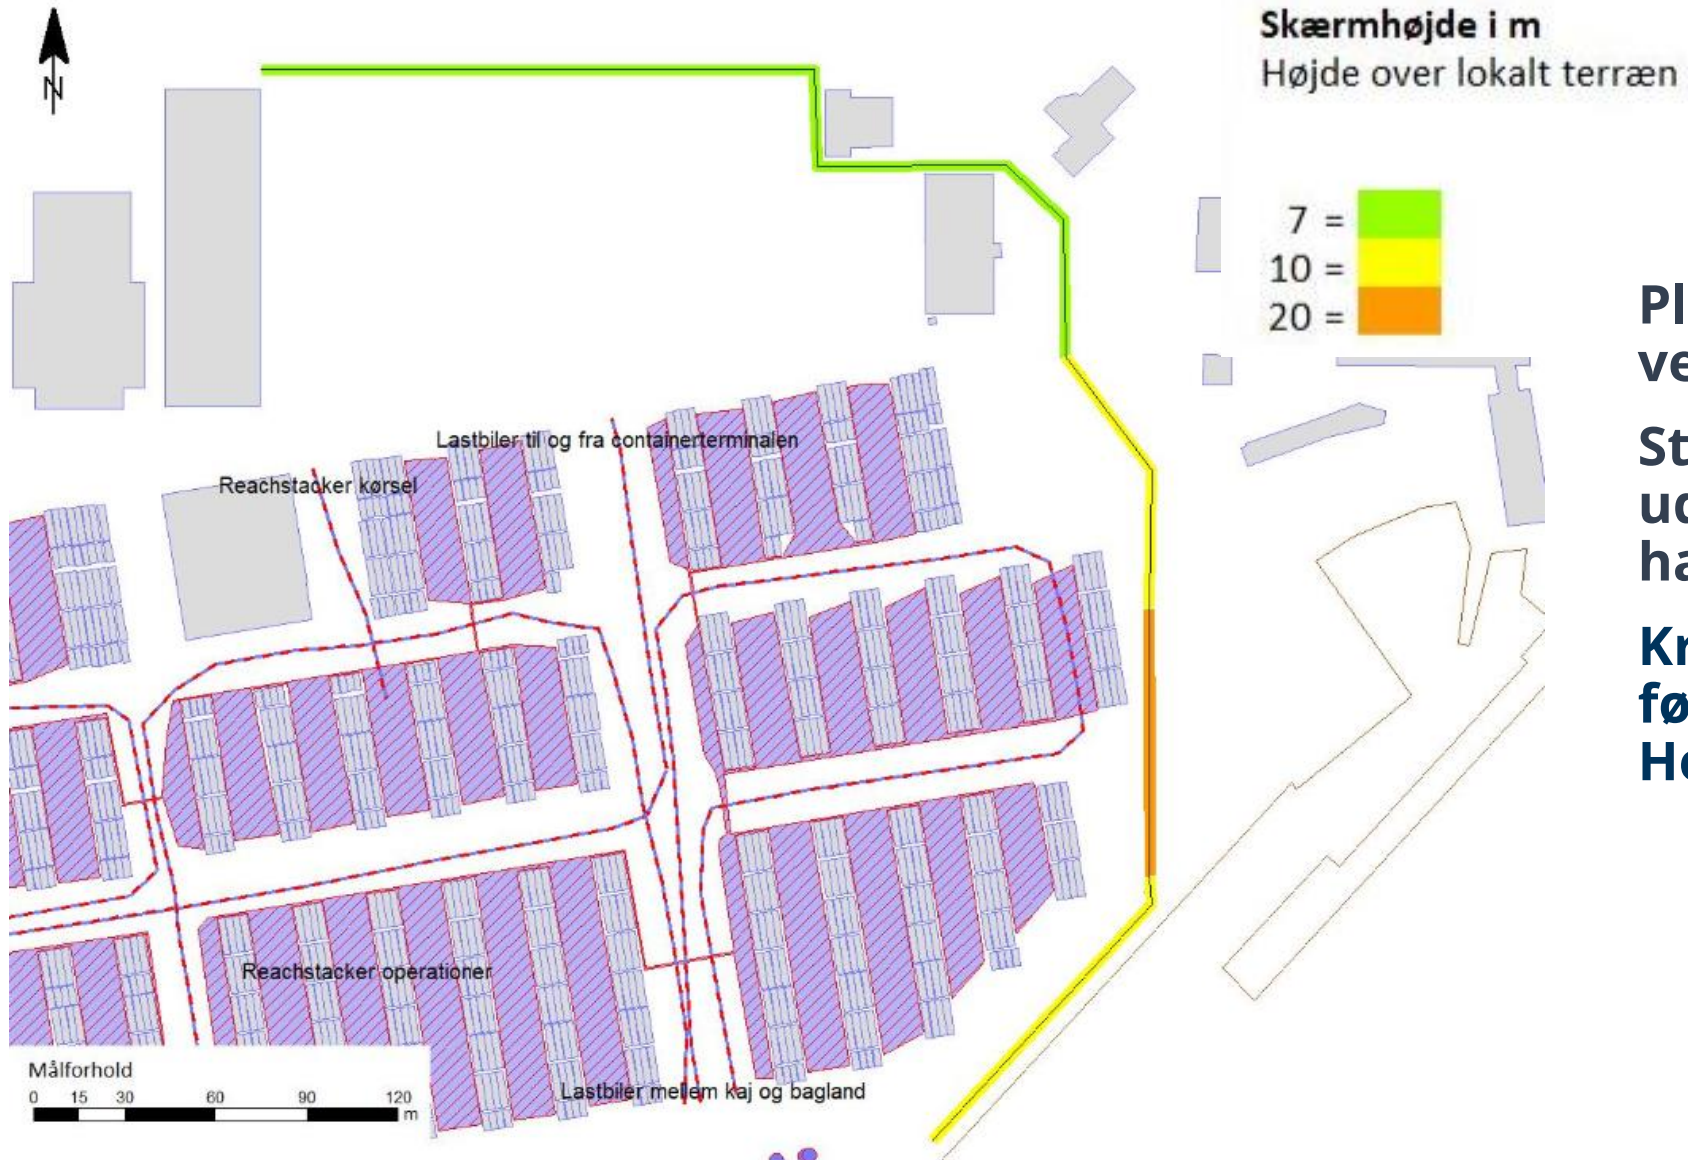 N
Skærmhøjde i m
Højde over lokalt terræn
7 =
10 =
20 =
Lastbiler til og fra containerterminalen
Reachstacker kørsel
Reachstacker operationer
Lastbiler mellem kaj og bagland
Målforhold
0 15 30 60 90 120
m